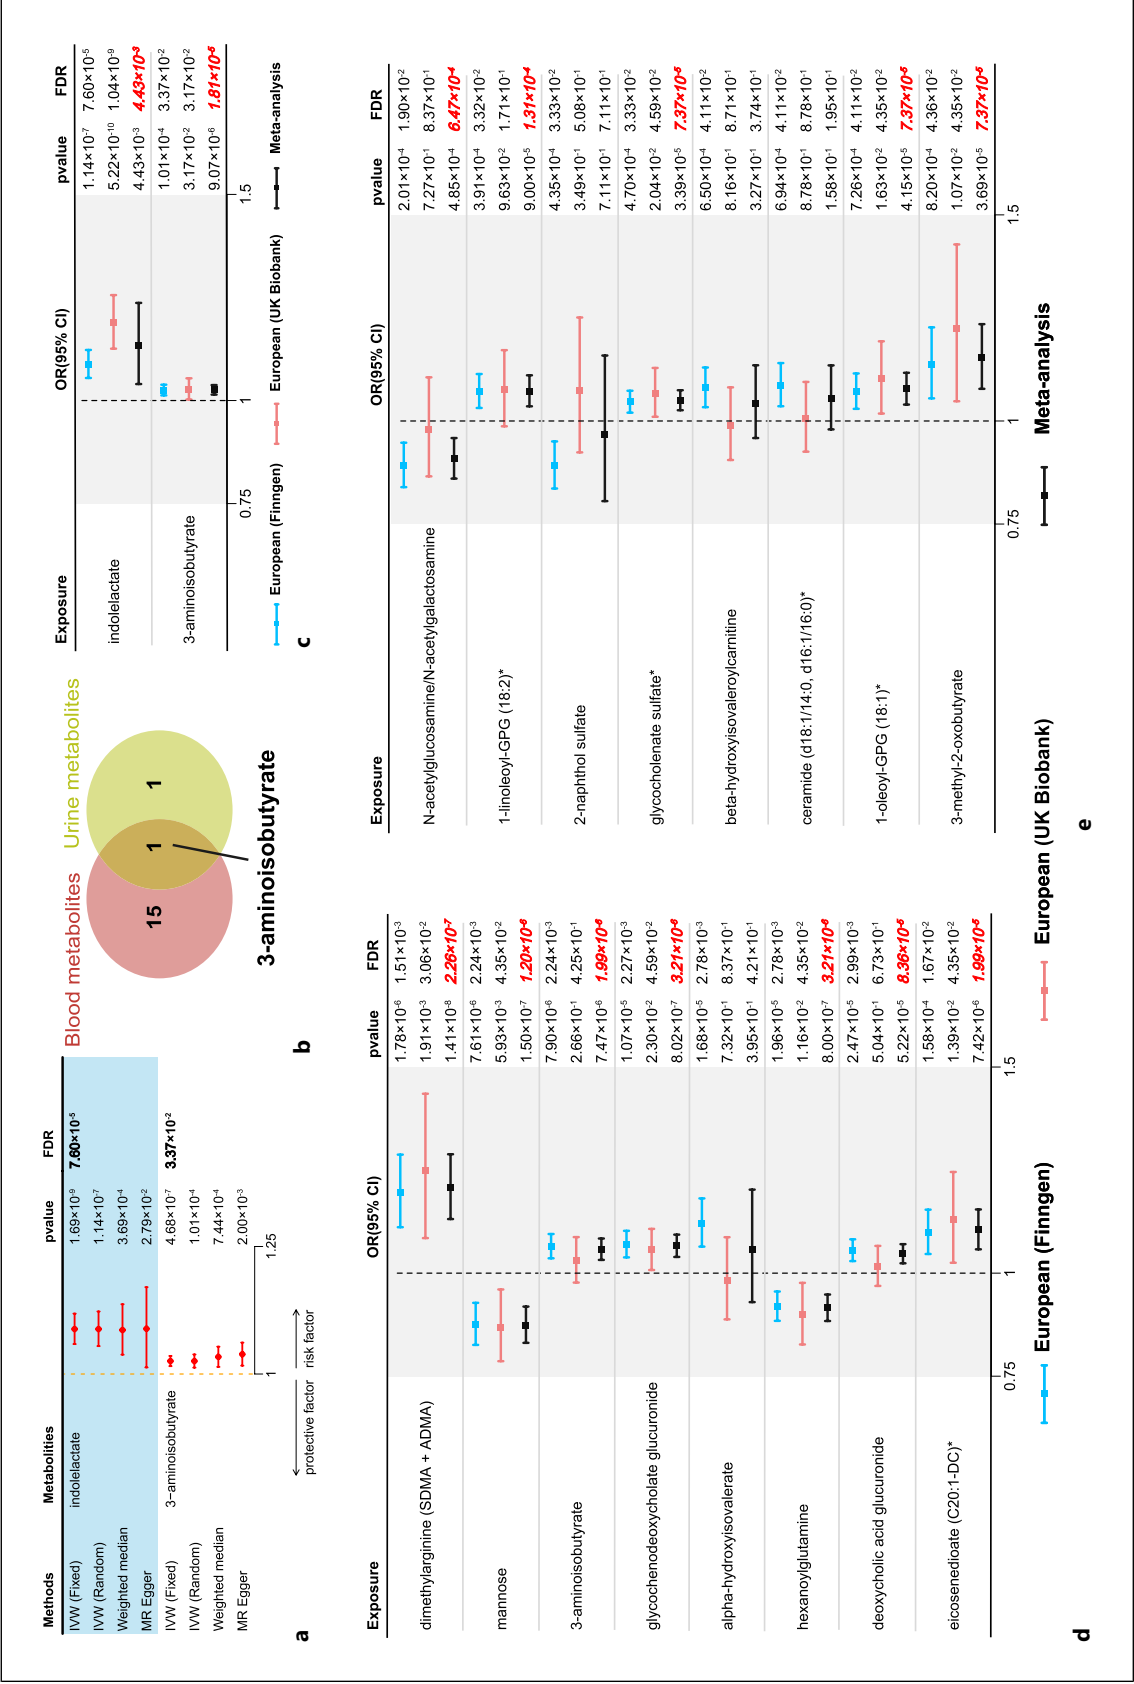 Methods Metabolities pvalue FDR
IVW (Fixed) indolelactate 1.69×10-9 7.60×10-5
IVW (Random) 1.14×10-7
Weighted median 3.69×10-4
MR Egger 2.79×10-2
IVW (Fixed) 3−aminoisobutyrate 4.68×10-7 3.37×10-2
IVW (Random) 1.01×10-4
Weighted median 7.44×10-4
MR Egger 2.00×10-3
1 1.25
protective factor risk factor
a
Blood metabolites Urine metabolites
15 1 1
3-aminoisobutyrate
b
Exposure OR(95% CI) pvalue FDR
1.14×10-7 7.60×10-5
indolelactate 5.22×10-10 1.04×10-9
4.43×10-3 4.43×10-3
1.01×10-4 3.37×10-2
3-aminoisobutyrate 3.17×10-2 3.17×10-2
9.07×10-6 1.81×10-5
0.75 1 1.5
European (Finngen) European (UK Biobank) Meta-analysis
c
Exposure OR(95% CI) pvalue FDR
1.78×10-6 1.51×10-3
dimethylarginine (SDMA + ADMA) 1.91×10-3 3.06×10-2
1.41×10-8 2.26×10-7
7.61×10-6 2.24×10-3
mannose 5.93×10-3 4.35×10-2
1.50×10-7 1.20×10-6
7.90×10-6 2.24×10-3
3-aminoisobutyrate 2.66×10-1 4.25×10-1
7.47×10-6 1.99×10-5
1.07×10-5 2.27×10-3
glycochenodeoxycholate glucuronide 2.30×10-2 4.59×10-2
8.02×10-7 3.21×10-6
1.68×10-5 2.78×10-3
alpha-hydroxyisovalerate 7.32×10-1 8.37×10-1
3.95×10-1 4.21×10-1
1.96×10-5 2.78×10-3
hexanoylglutamine 1.16×10-2 4.35×10-2
8.00×10-7 3.21×10-6
2.47×10-5 2.99×10-3
deoxycholic acid glucuronide 5.04×10-1 6.73×10-1
5.22×10-5 8.36×10-5
1.58×10-4 1.67×10-2
eicosenedioate (C20:1-DC)* 1.39×10-2 4.35×10-2
7.42×10-6 1.99×10-5
0.75 1 1.5
d
Exposure OR(95% CI) pvalue FDR
2.01×10-4 1.90×10-2
N-acetylglucosamine/N-acetylgalactosamine 7.27×10-1 8.37×10-1
4.85×10-4 6.47×10-4
3.91×10-4 3.32×10-2
1-linoleoyl-GPG (18:2)* 9.63×10-2 1.71×10-1
9.00×10-5 1.31×10-4
4.35×10-4 3.33×10-2
2-naphthol sulfate 3.49×10-1 5.08×10-1
7.11×10-1 7.11×10-1
4.70×10-4 3.33×10-2
glycocholenate sulfate* 2.04×10-2 4.59×10-2
3.39×10-5 7.37×10-5
6.50×10-4 4.11×10-2
beta-hydroxyisovaleroylcarnitine 8.16×10-1 8.71×10-1
3.27×10-1 3.74×10-1
6.94×10-4 4.11×10-2
ceramide (d18:1/14:0, d16:1/16:0)* 8.78×10-1 8.78×10-1
1.58×10-1 1.95×10-1
7.26×10-4 4.11×10-2
1-oleoyl-GPG (18:1)* 1.63×10-2 4.35×10-2
4.15×10-5 7.37×10-5
8.20×10-4 4.36×10-2
3-methyl-2-oxobutyrate 1.07×10-2 4.35×10-2
3.69×10-5 7.37×10-5
0.75 1 1.5
European (Finngen) European (UK Biobank) Meta-analysis
e